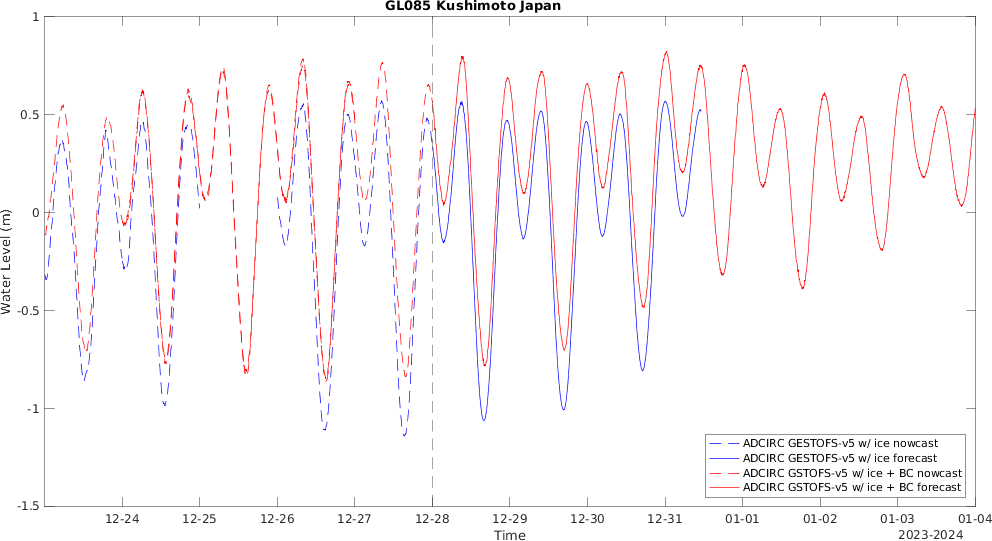 GL085 Kushimoto Japan
Water Level (m)
1
0.5
0
-0.5
-1
-1.5
12-24 12-25 12-26 12-27 12-28 12-29 12-30 12-31 01-01 01-02 01-03 01-04
Time
2023-2024
ADCIRC GESTOFS-v5 w/ ice nowcast
ADCIRC GESTOFS-v5 w/ ice forecast
ADCIRC GSTOFS-v5 w/ ice + BC nowcast
ADCIRC GSTOFS-v5 w/ ice + BC forecast